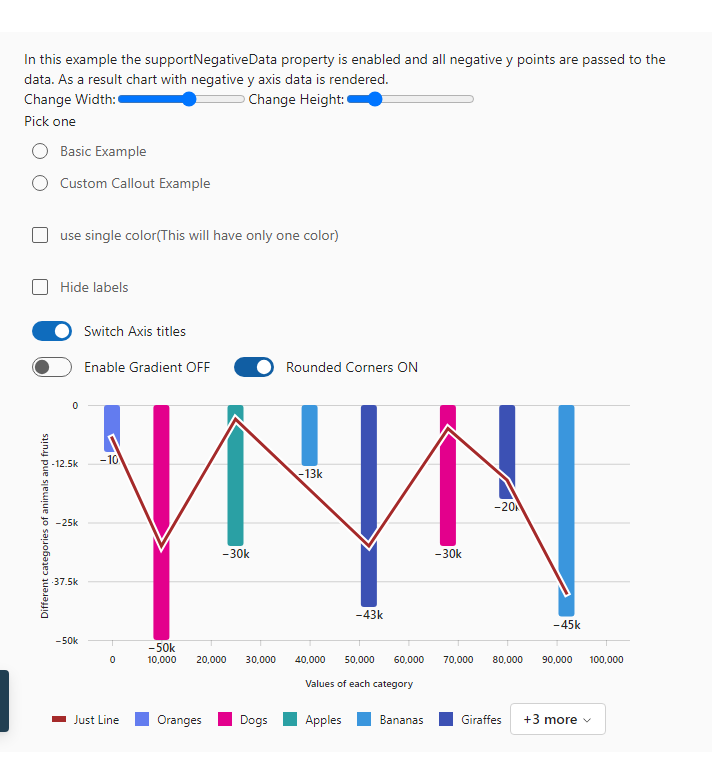 In this example the supportNegativeData property is enabled and all negative y points are passed to the
data. As a result chart with negative y axis data is rendered.
Change Width: Change Height:
Pick one
Basic Example
Custom Callout Example
use single color(This will have only one color)
Hide labels
Switch Axis titles
Enable Gradient OFF Rounded Corners ON
Different categories of animals and fruits
0
-12.5k
-25k
-37.5k
-50k
-10
-50k
-30k
-13k
-43k
-30k
-45k
0 10,000 20,000 30,000 40,000 50,000 60,000 70,000 80,000 90,000 100,000
Values of each category
Just Line Oranges Dogs Apples Bananas Giraffes +3 more